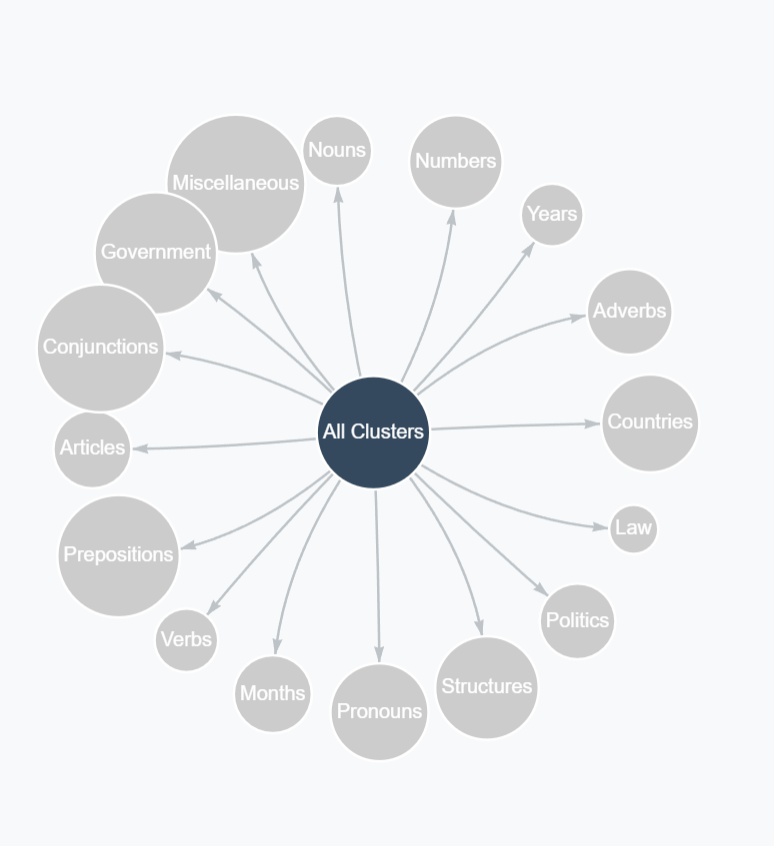 Nouns
Numbers
Miscellaneous
Years
Government
Adverbs
Conjunctions
Countries
All Clusters
Articles
Law
Prepositions
Politics
Verbs
Structures
Months
Pronouns